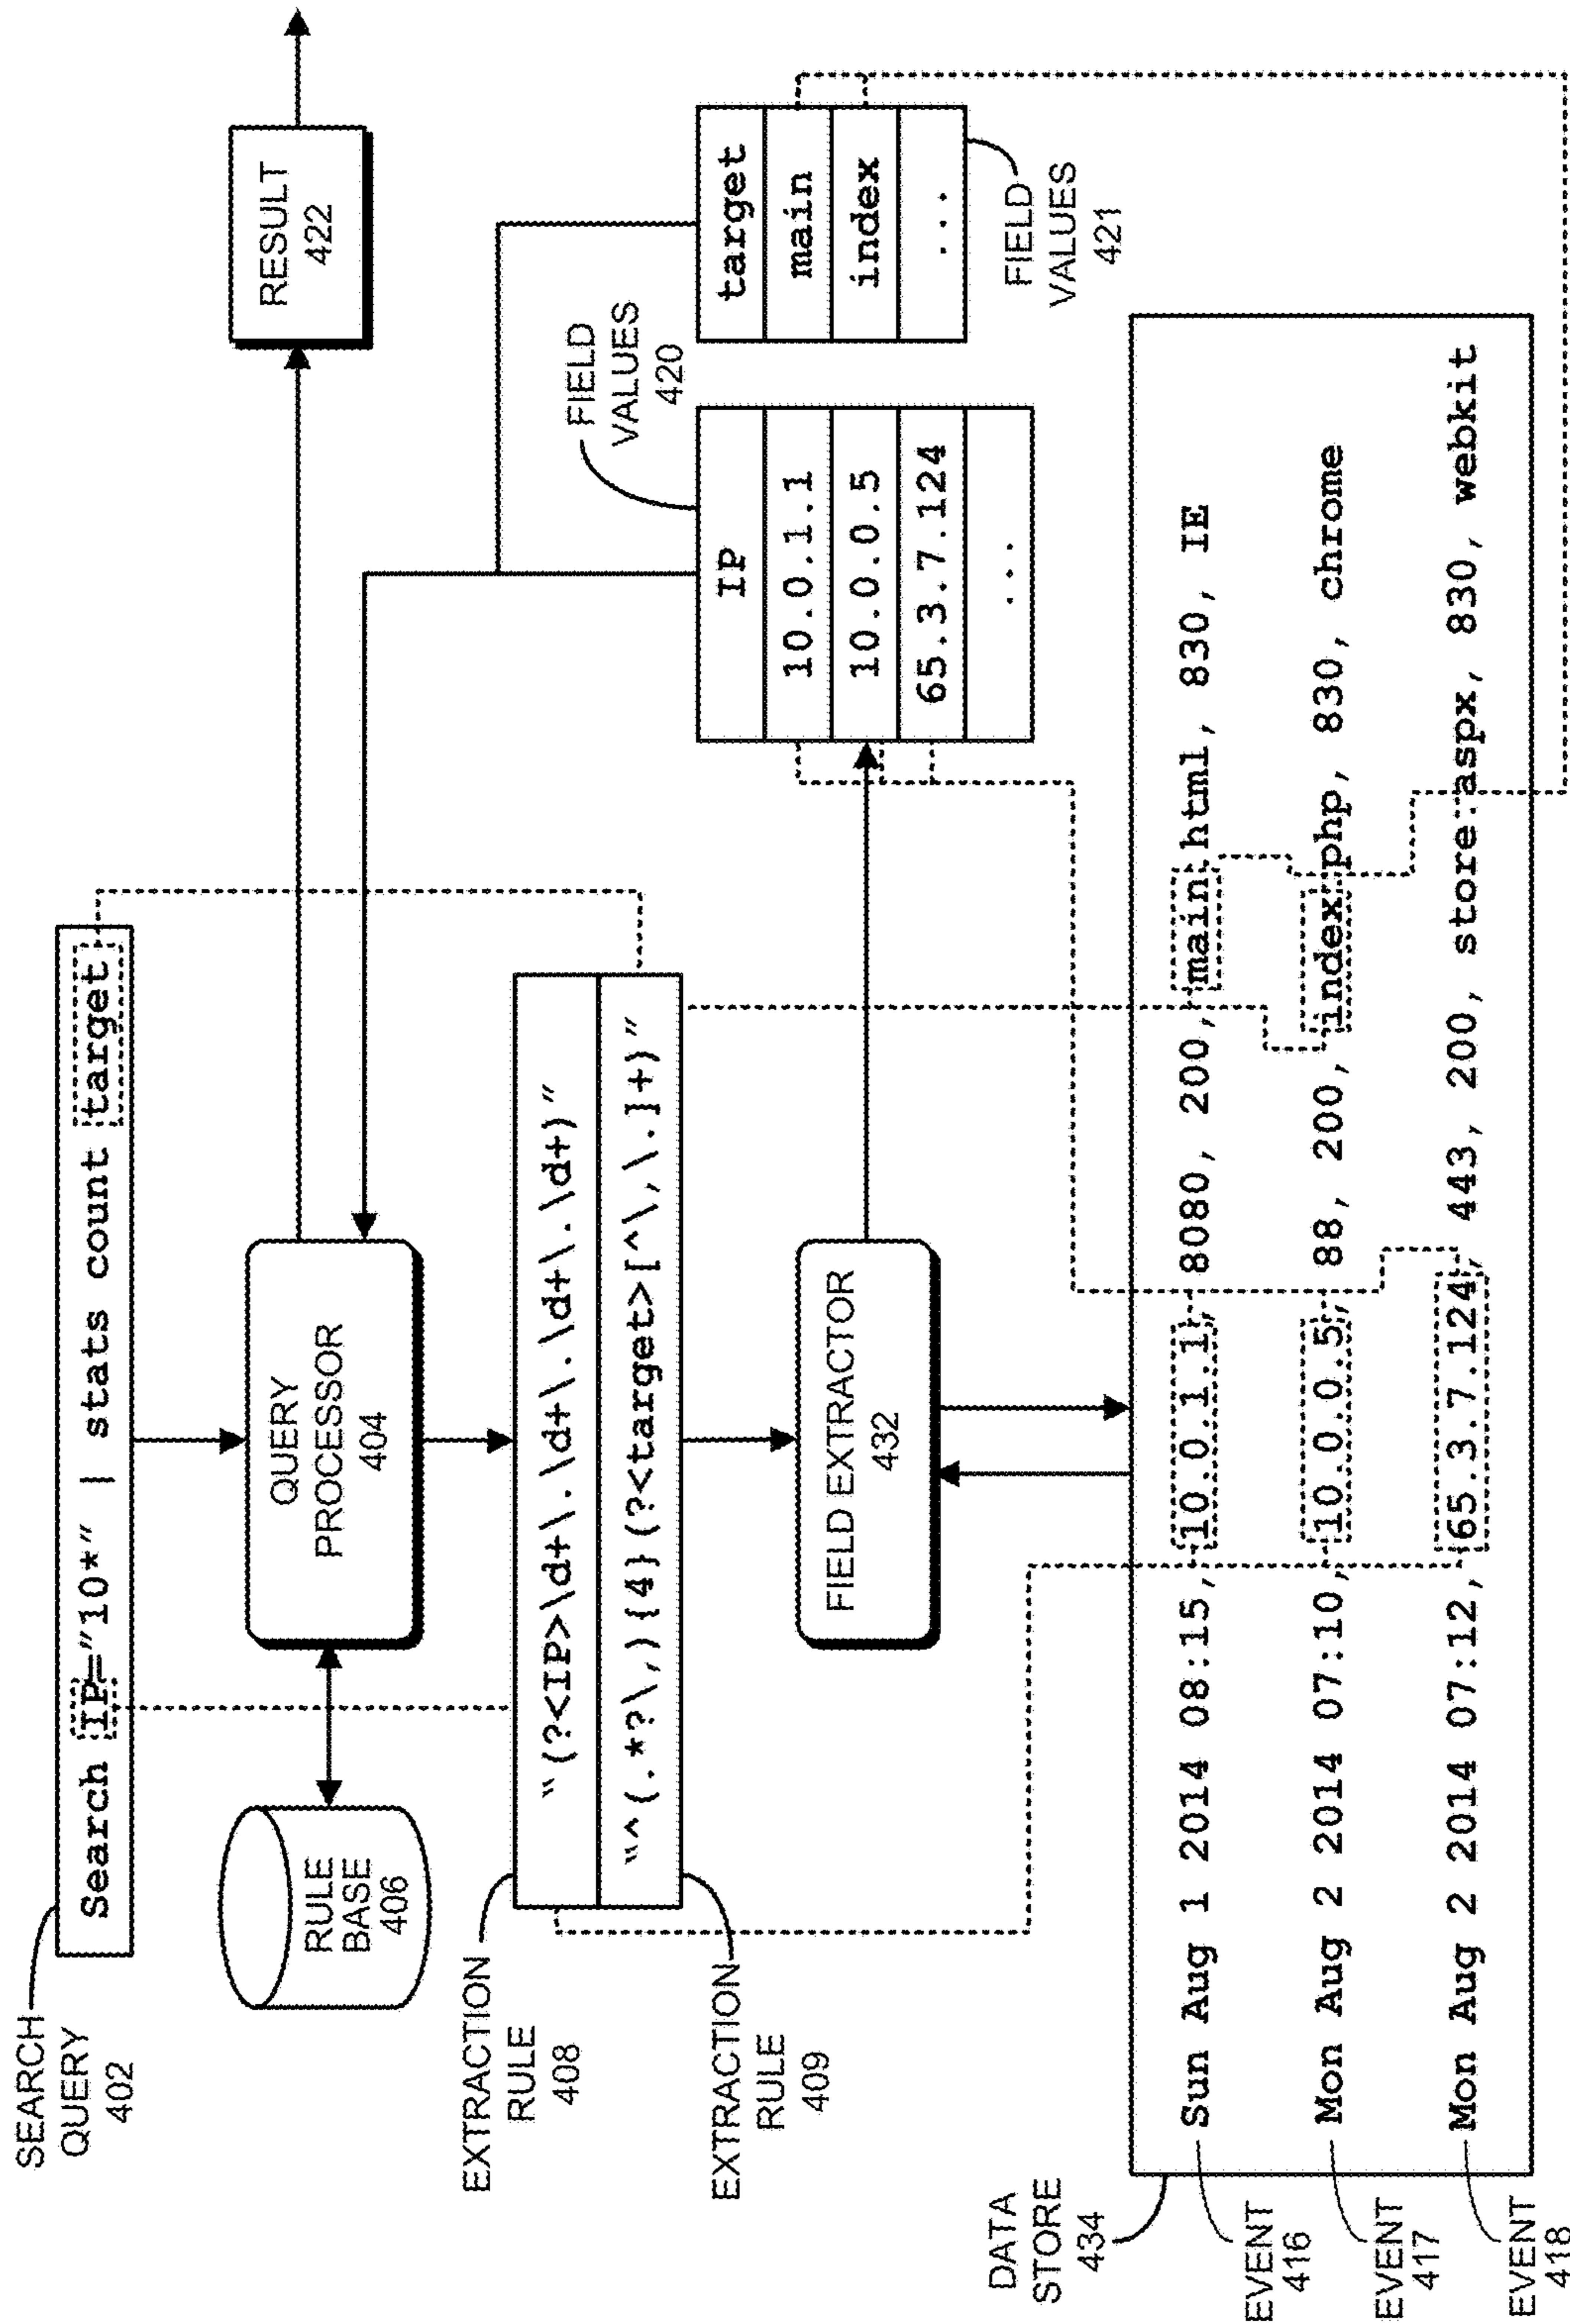 SEARCH
QUERY
402
Search IP="10*" | stats count target
RULE
BASE
406
QUERY
PROCESSOR
404
RESULT
422
EXTRACTION
RULE
408
"(?<IP>\d+\.\d+\.\d+\.\d+)"
"^(.*?\,){4}(?<target>[^\,\.]+)"
EXTRACTION
RULE
409
FIELD EXTRACTOR
432
FIELD
VALUES
420
IP
10.0.1.1
10.0.0.5
65.3.7.124
...
target
main
index
...
FIELD
VALUES
421
DATA
STORE
434
EVENT
416
Sun Aug 1 2014 08:15, 10.0.1.1, 8080, 200, main.html, 830, IE
EVENT
417
Mon Aug 2 2014 07:10, 10.0.0.5, 88, 200, index.php, 830, chrome
EVENT
418
Mon Aug 2 2014 07:12, 65.3.7.124, 443, 200, store.aspx, 830, webkit